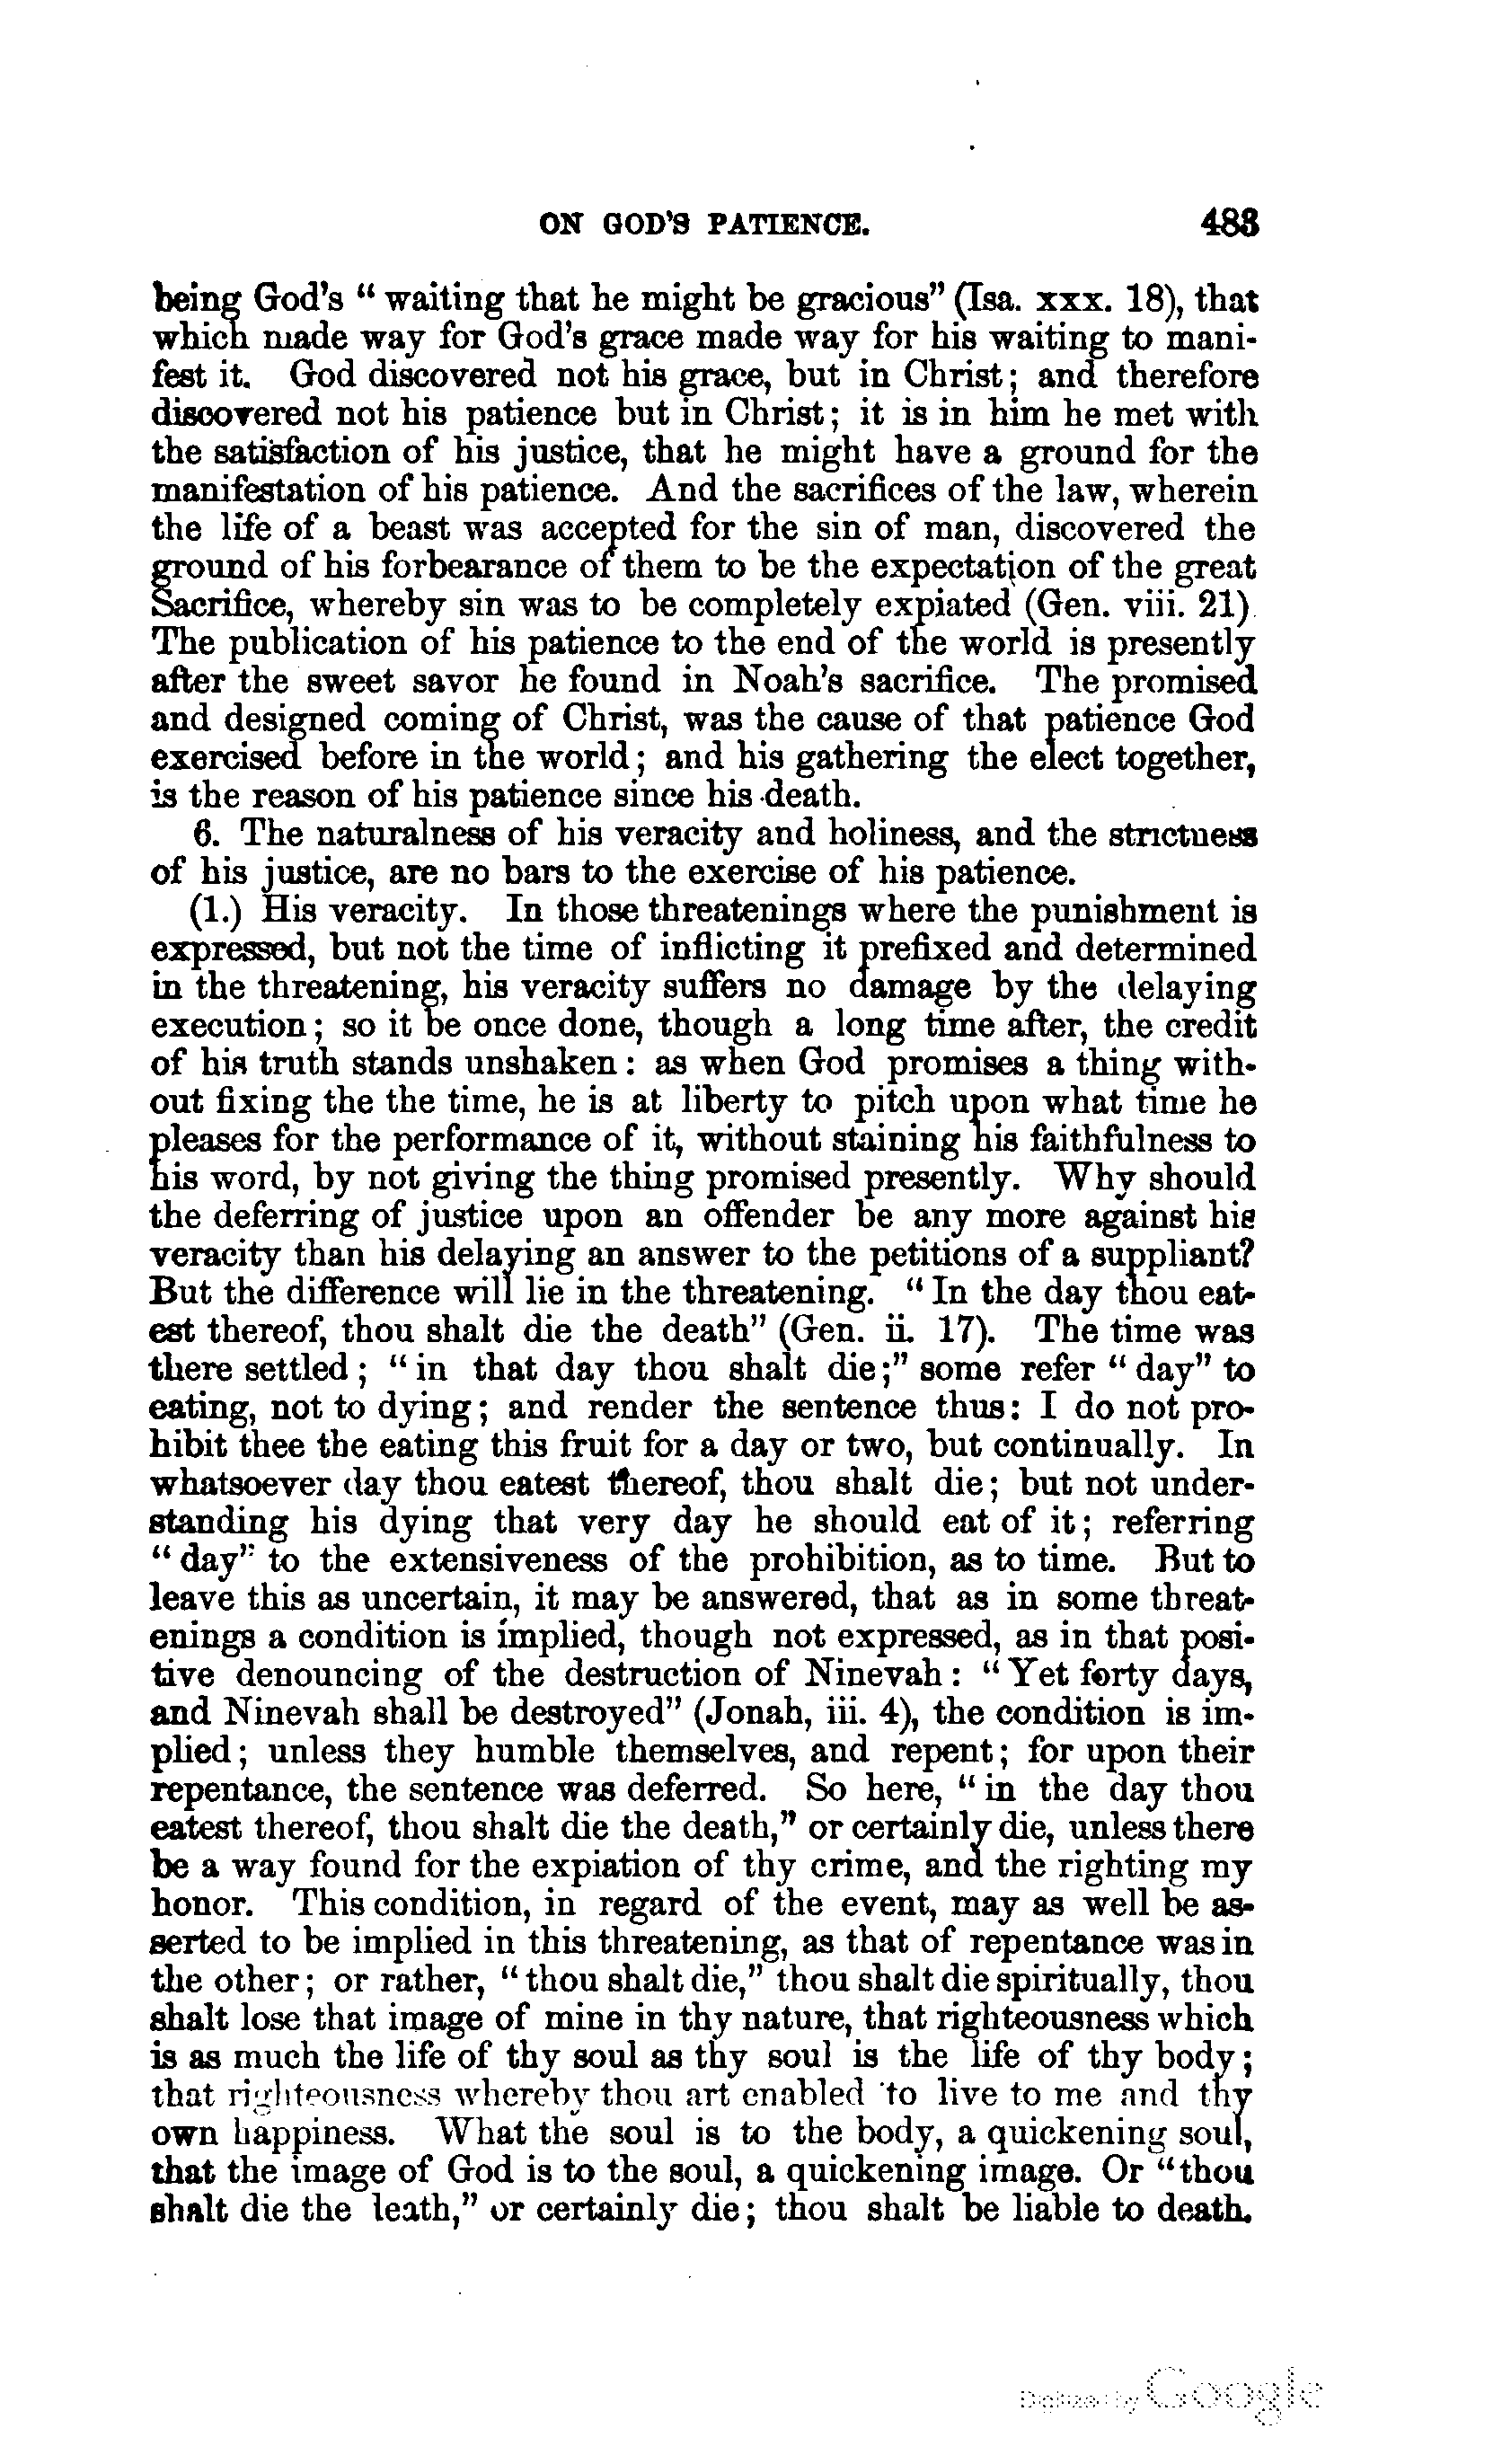 ON GOD'S PATIENCE. 483
being God's “ waiting that he might be gracious” (Isa. xxx. 18), that
which made way for God's grace made way for his waiting to mani-
fest it. God discovered not his grace, but in Christ; and therefore
discovered not his patience but in Christ; it is in him he met with
the satisfaction of his justice, that he might have a ground for the
manifestation of his patience. And the sacrifices of the law, wherein
the life of a beast was accepted for the sin of man, discovered the
ground of his forbearance of them to be the expectation of the great
Sacrifice, whereby sin was to be completely expiated (Gen. viii. 21)
The publication of his patience to the end of the world is presently
after the sweet savor he found in Noah's sacrifice. The promised
and designed coming of Christ, was the cause of that patience God
exercised before in the world; and his gathering the elect together,
is the reason of his patience since his death.
6. The naturalness of his veracity and holiness, and the strictness
of his justice, are no bars to the exercise of his patience.
(1.) His veracity. In those threatenings where the punishment is
expressed, but not the time of inflicting it prefixed and determined
in the threatening, his veracity suffers no damage by the delaying
execution; so it be once done, though a long time after, the credit
of his truth stands unshaken: as when God promises a thing with-
out fixing the the time, he is at liberty to pitch upon what time he
pleases for the performance of it, without staining his faithfulness to
his word, by not giving the thing promised presently. Why should
the deferring of justice upon an offender be any more against his
veracity than his delaying an answer to the petitions of a suppliant?
But the difference will lie in the threatening. “ In the day thou eat-
est thereof, thou shalt die the death” (Gen. ii. 17). The time was
there settled; “ in that day thou shalt die;” some refer “ day” to
eating, not to dying; and render the sentence thus: I do not pro-
hibit thee the eating this fruit for a day or two, but continually. In
whatsoever day thou eatest thereof, thou shalt die; but not under-
standing his dying that very day he should eat of it; referring
“ day” to the extensiveness of the prohibition, as to time. But to
leave this as uncertain, it may be answered, that as in some threat-
enings a condition is implied, though not expressed, as in that posi-
tive denouncing of the destruction of Ninevah: “ Yet forty days,
and Ninevah shall be destroyed” (Jonah, iii. 4), the condition is im-
plied; unless they humble themselves, and repent; for upon their
repentance, the sentence was deferred. So here, “ in the day thou
eatest thereof, thou shalt die the death,” or certainly die, unless there
be a way found for the expiation of thy crime, and the righting my
honor. This condition, in regard of the event, may as well be as-
serted to be implied in this threatening, as that of repentance was in
the other; or rather, “ thou shalt die,” thou shalt die spiritually, thou
shalt lose that image of mine in thy nature, that righteousness which
is as much the life of thy soul as thy soul is the life of thy body;
that righteousness whereby thou art enabled to live to me and thy
own happiness. What the soul is to the body, a quickening soul,
that the image of God is to the soul, a quickening image. Or “thou
shalt die the leath,” or certainly die; thou shalt be liable to death.
Digitized by Google